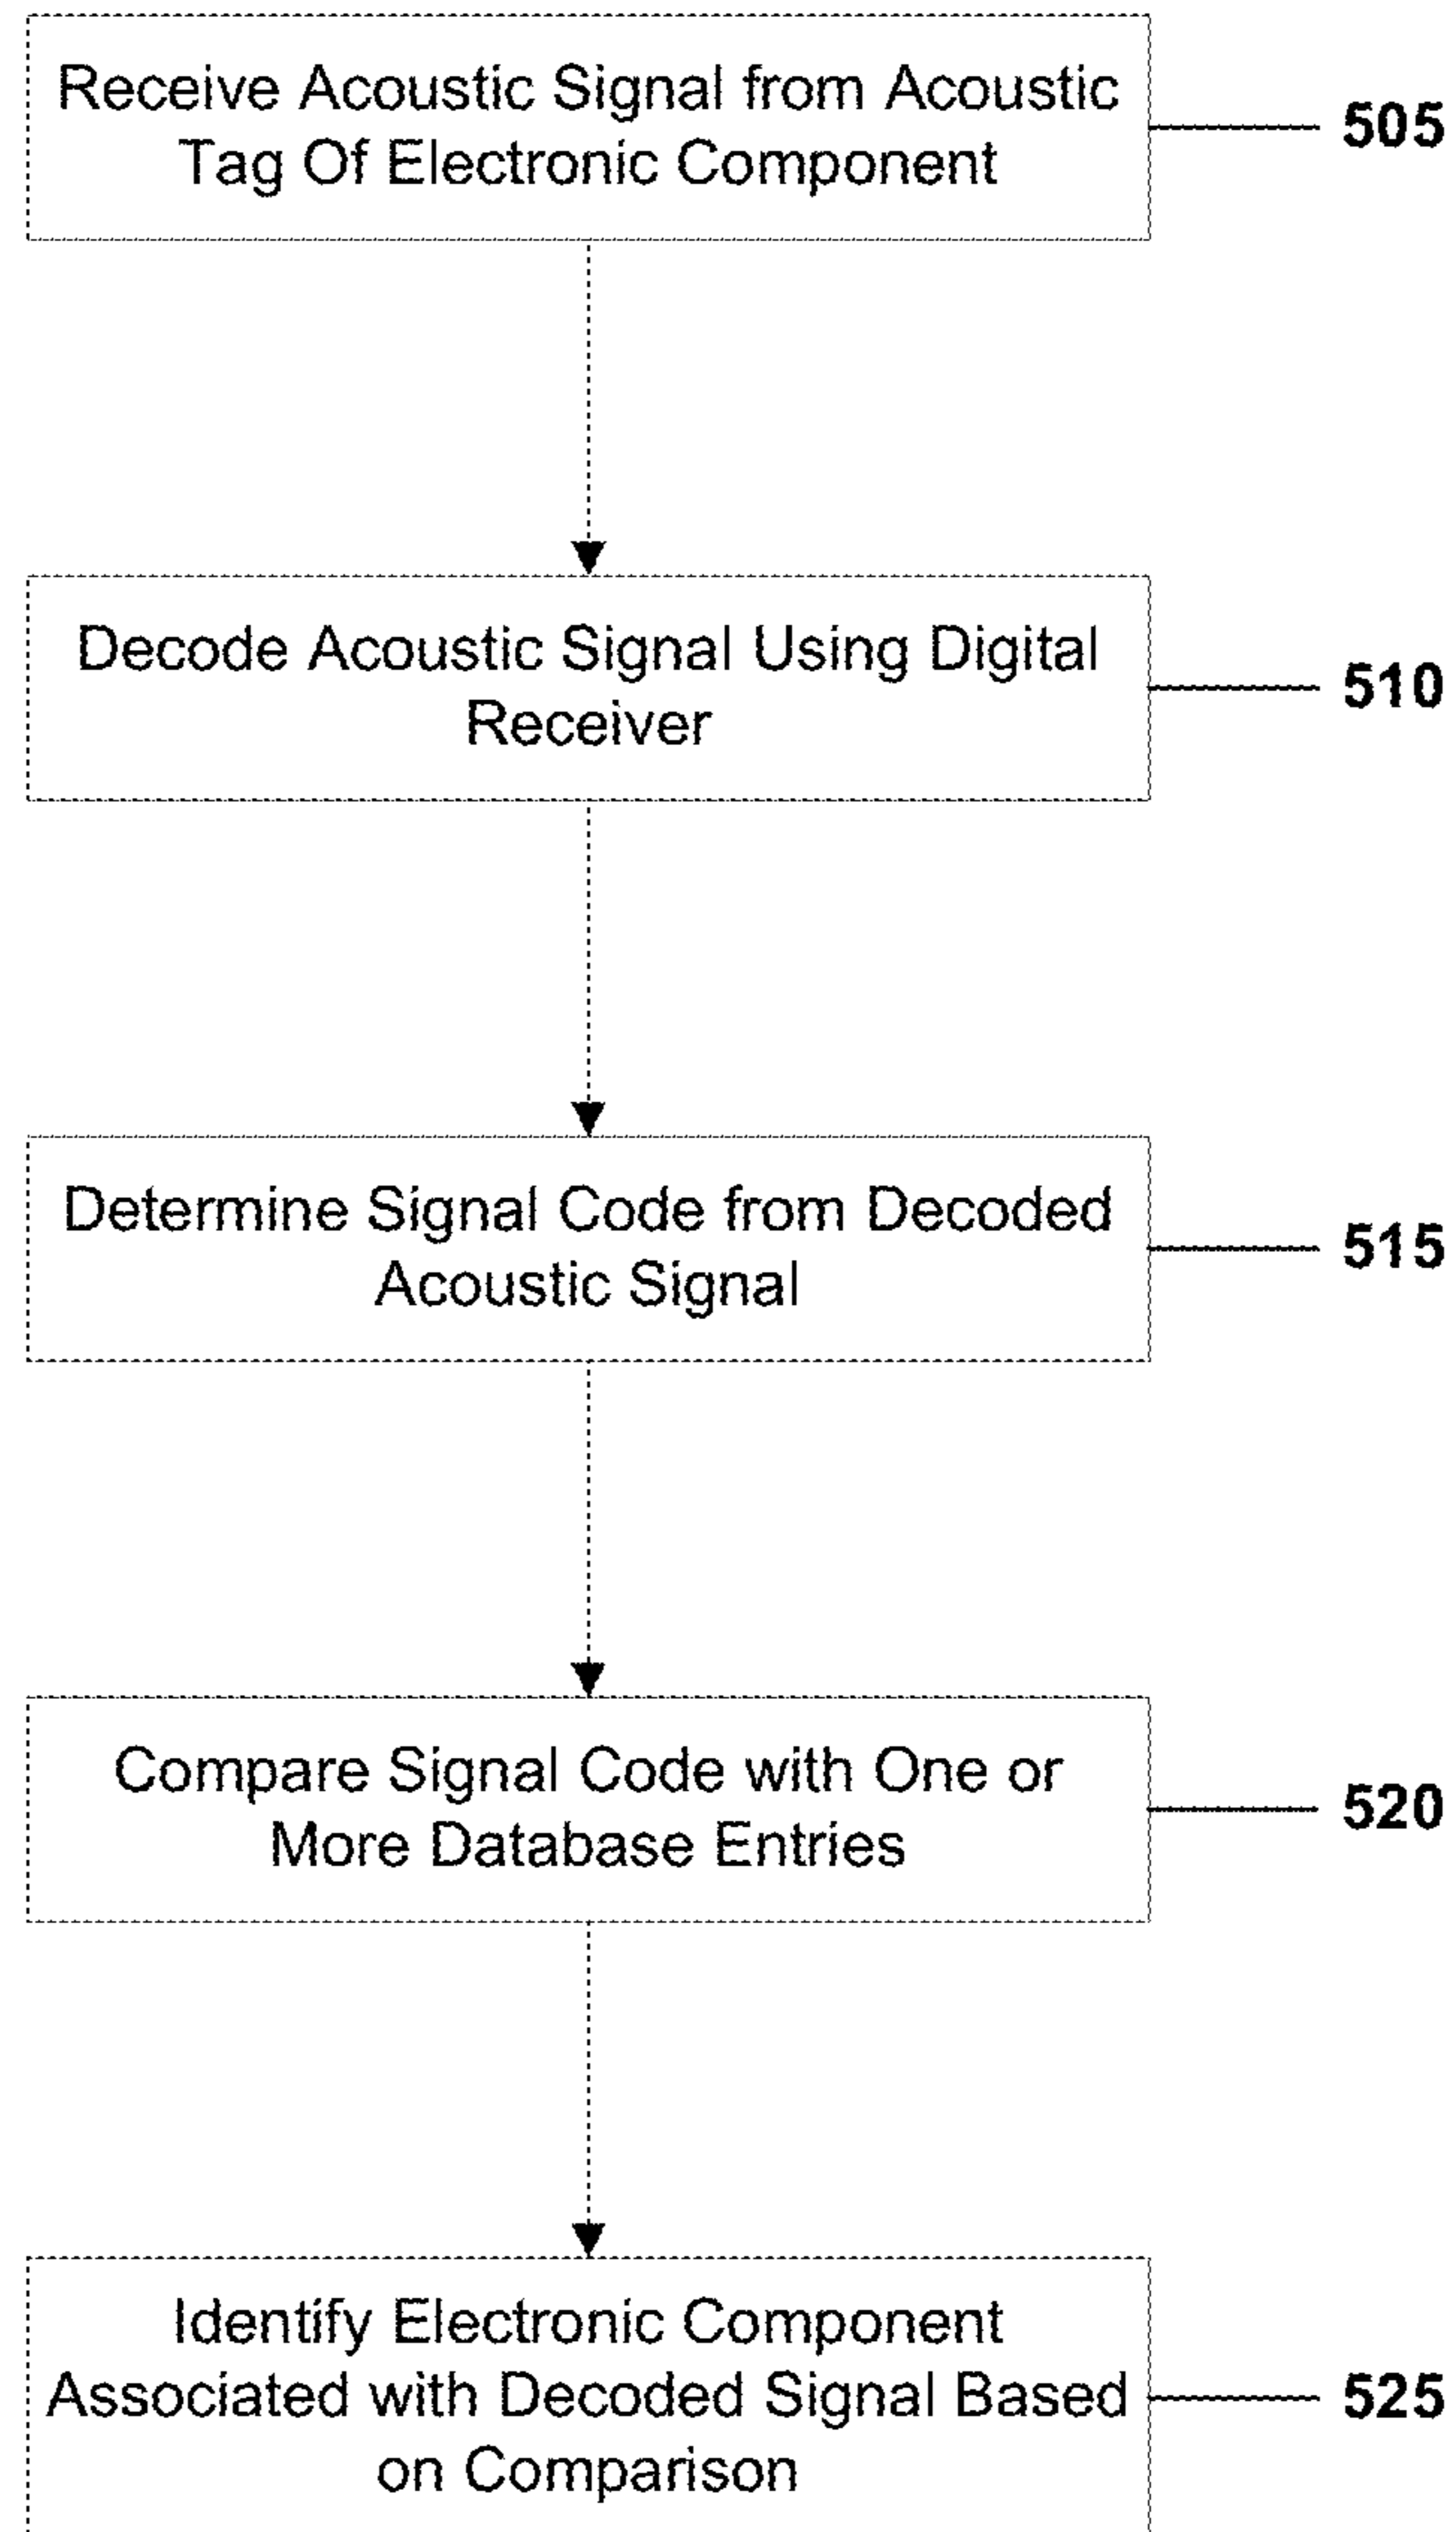 Receive Acoustic Signal from Acoustic
Tag Of Electronic Component
505
Decode Acoustic Signal Using Digital
Receiver
510
Determine Signal Code from Decoded
Acoustic Signal
515
Compare Signal Code with One or
More Database Entries
520
Identify Electronic Component
Associated with Decoded Signal Based
on Comparison
525